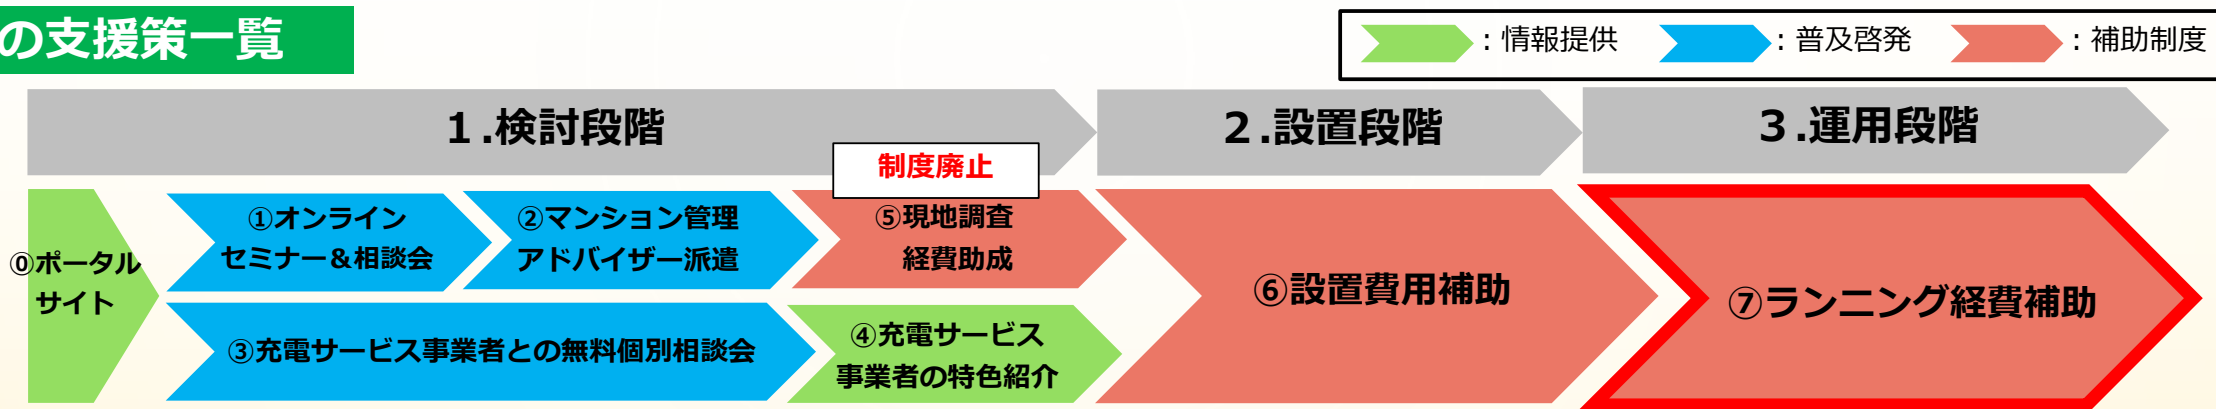 の支援策一覧
：情報提供
：普及啓発
：補助制度
１.検討段階
２.設置段階
３.運用段階
制度廃止
⓪ポータル
サイト
①オンライン
セミナー＆相談会
②マンション管理
アドバイザー派遣
⑤現地調査
経費助成
③充電サービス事業者との無料個別相談会
④充電サービス
事業者の特色紹介
⑥設置費用補助
⑦ランニング経費補助